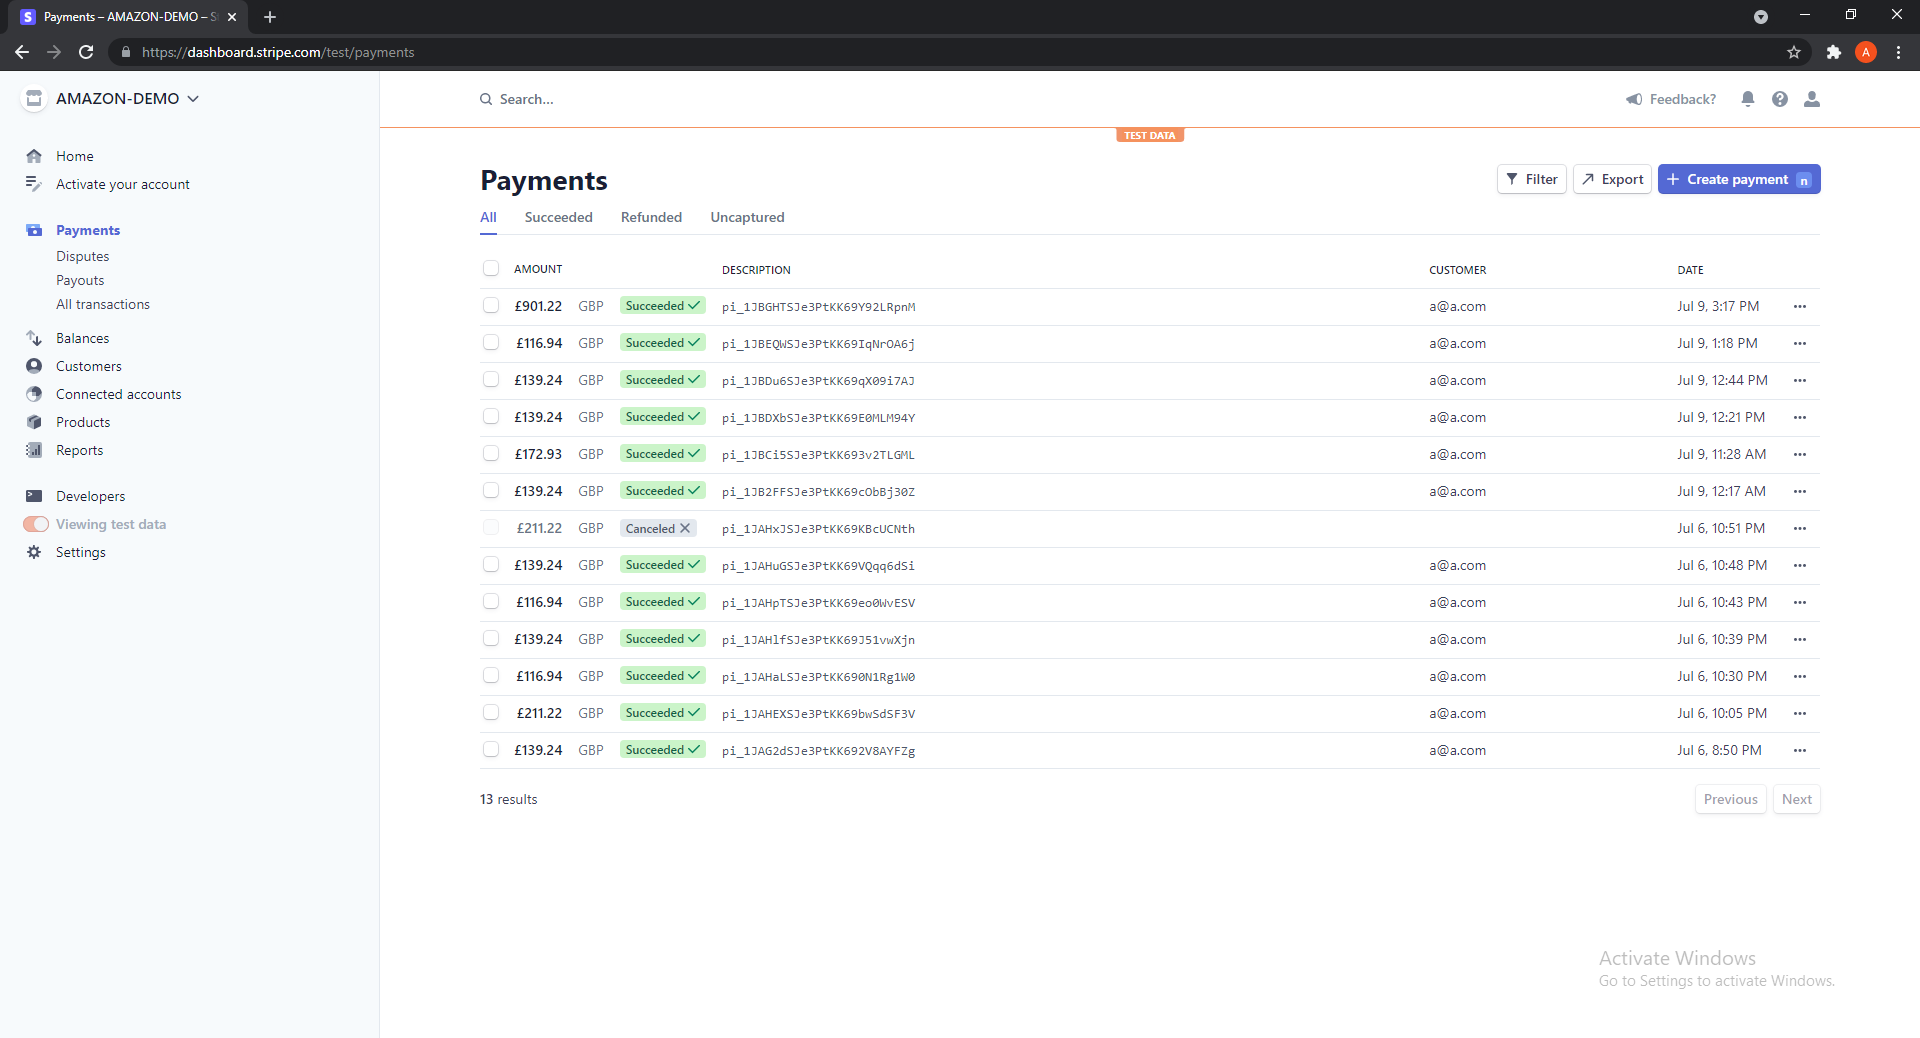 Payments – AMAZON-DEMO – S
https://dashboard.stripe.com/test/payments
A
AMAZON-DEMO
Search...
Feedback?
TEST DATA
Home
Activate your account
Payments
Disputes
Payouts
All transactions
Balances
Customers
Connected accounts
Products
Reports
Developers
Viewing test data
Settings
Payments
Filter
Export
Create payment n
All Succeeded Refunded Uncaptured
AMOUNT DESCRIPTION CUSTOMER DATE
£901.22 GBP Succeeded pi_1JBGHTSJe3PtKK69Y92LRpnM a@a.com Jul 9, 3:17 PM
£116.94 GBP Succeeded pi_1JBEQWSJe3PtKK69IqNrOA6j a@a.com Jul 9, 1:18 PM
£139.24 GBP Succeeded pi_1JBDu6SJe3PtKK69qX09i7AJ a@a.com Jul 9, 12:44 PM
£139.24 GBP Succeeded pi_1JBDXbSJe3PtKK69E0MLM94Y a@a.com Jul 9, 12:21 PM
£172.93 GBP Succeeded pi_1JBCi5SJe3PtKK693v2TLGML a@a.com Jul 9, 11:28 AM
£139.24 GBP Succeeded pi_1JB2FFSJe3PtKK69cObBj30Z a@a.com Jul 9, 12:17 AM
£211.22 GBP Canceled pi_1JAHxJSJe3PtKK69KBcUCNth Jul 6, 10:51 PM
£139.24 GBP Succeeded pi_1JAHuGSJe3PtKK69VQqq6dSi a@a.com Jul 6, 10:48 PM
£116.94 GBP Succeeded pi_1JAHpTSJe3PtKK69eo0WvESV a@a.com Jul 6, 10:43 PM
£139.24 GBP Succeeded pi_1JAHlfSJe3PtKK69J51vwXjn a@a.com Jul 6, 10:39 PM
£116.94 GBP Succeeded pi_1JAHaLSJe3PtKK690N1Rg1W0 a@a.com Jul 6, 10:30 PM
£211.22 GBP Succeeded pi_1JAHEXSJe3PtKK69bwSdSF3V a@a.com Jul 6, 10:05 PM
£139.24 GBP Succeeded pi_1JAG2dSJe3PtKK692V8AYFZg a@a.com Jul 6, 8:50 PM
13 results
Previous Next
Activate Windows
Go to Settings to activate Windows.